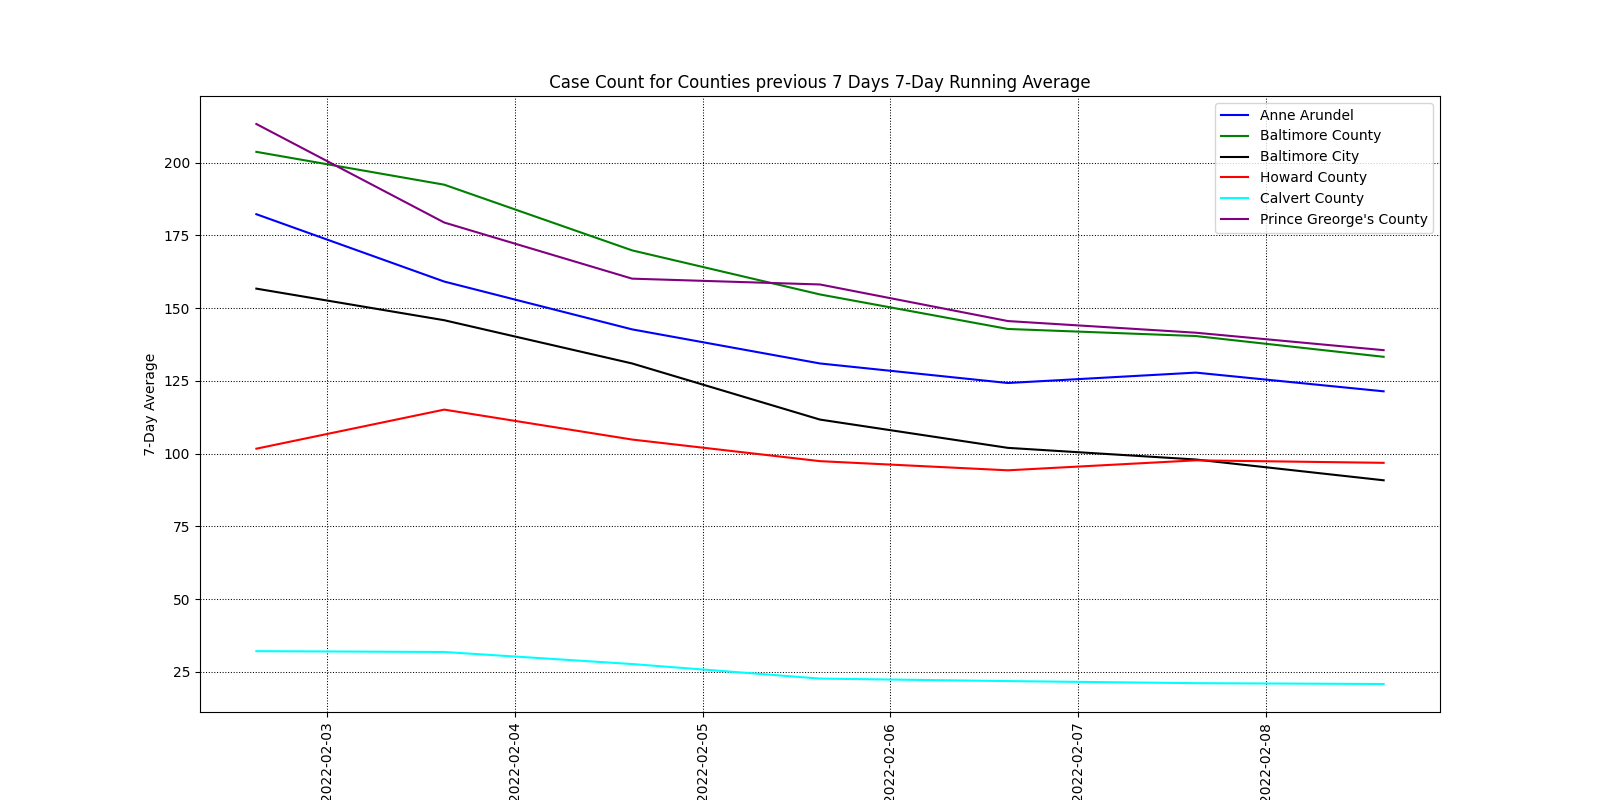 Case Count for Counties previous 7 Days 7-Day Running Average
Anne Arundel
Baltimore County
Baltimore City
Howard County
Calvert County
Prince Greorge's County
7-Day Average
200
175
150
125
100
75
50
25
2022-02-03
2022-02-04
2022-02-05
2022-02-06
2022-02-07
2022-02-08